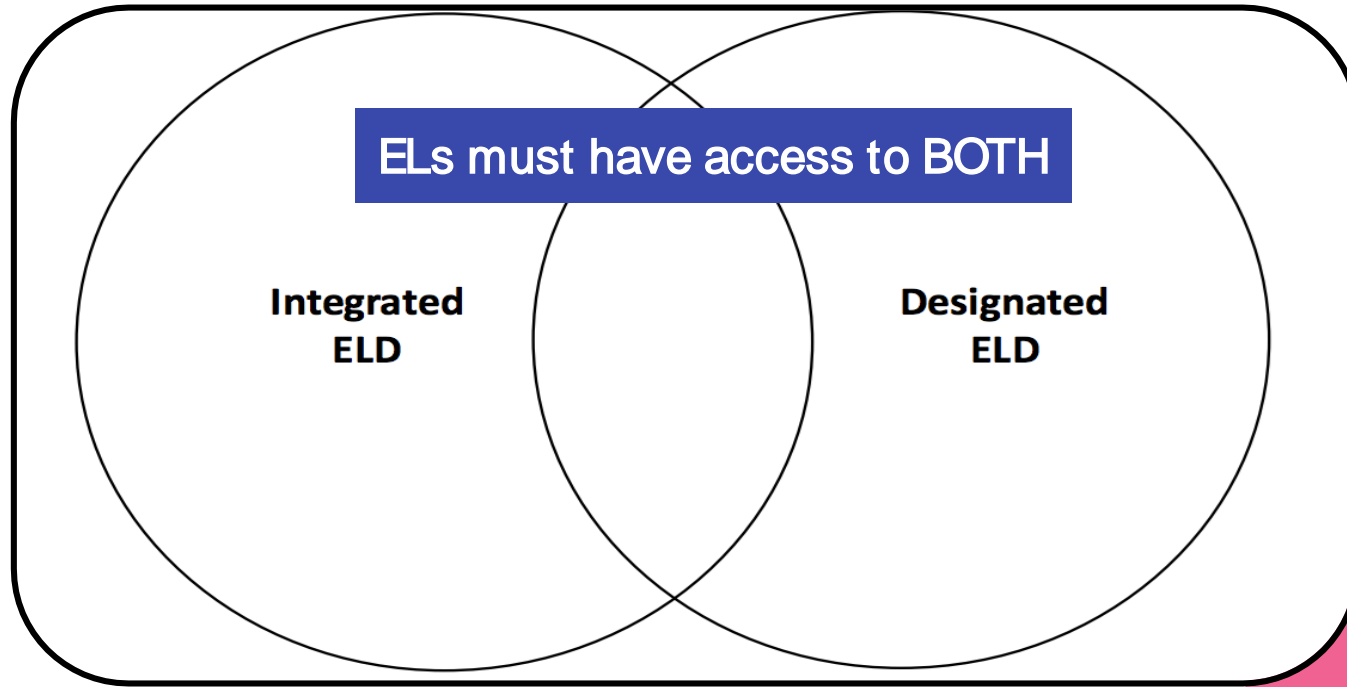 ELs must have access to BOTH
Integrated
ELD
Designated
ELD